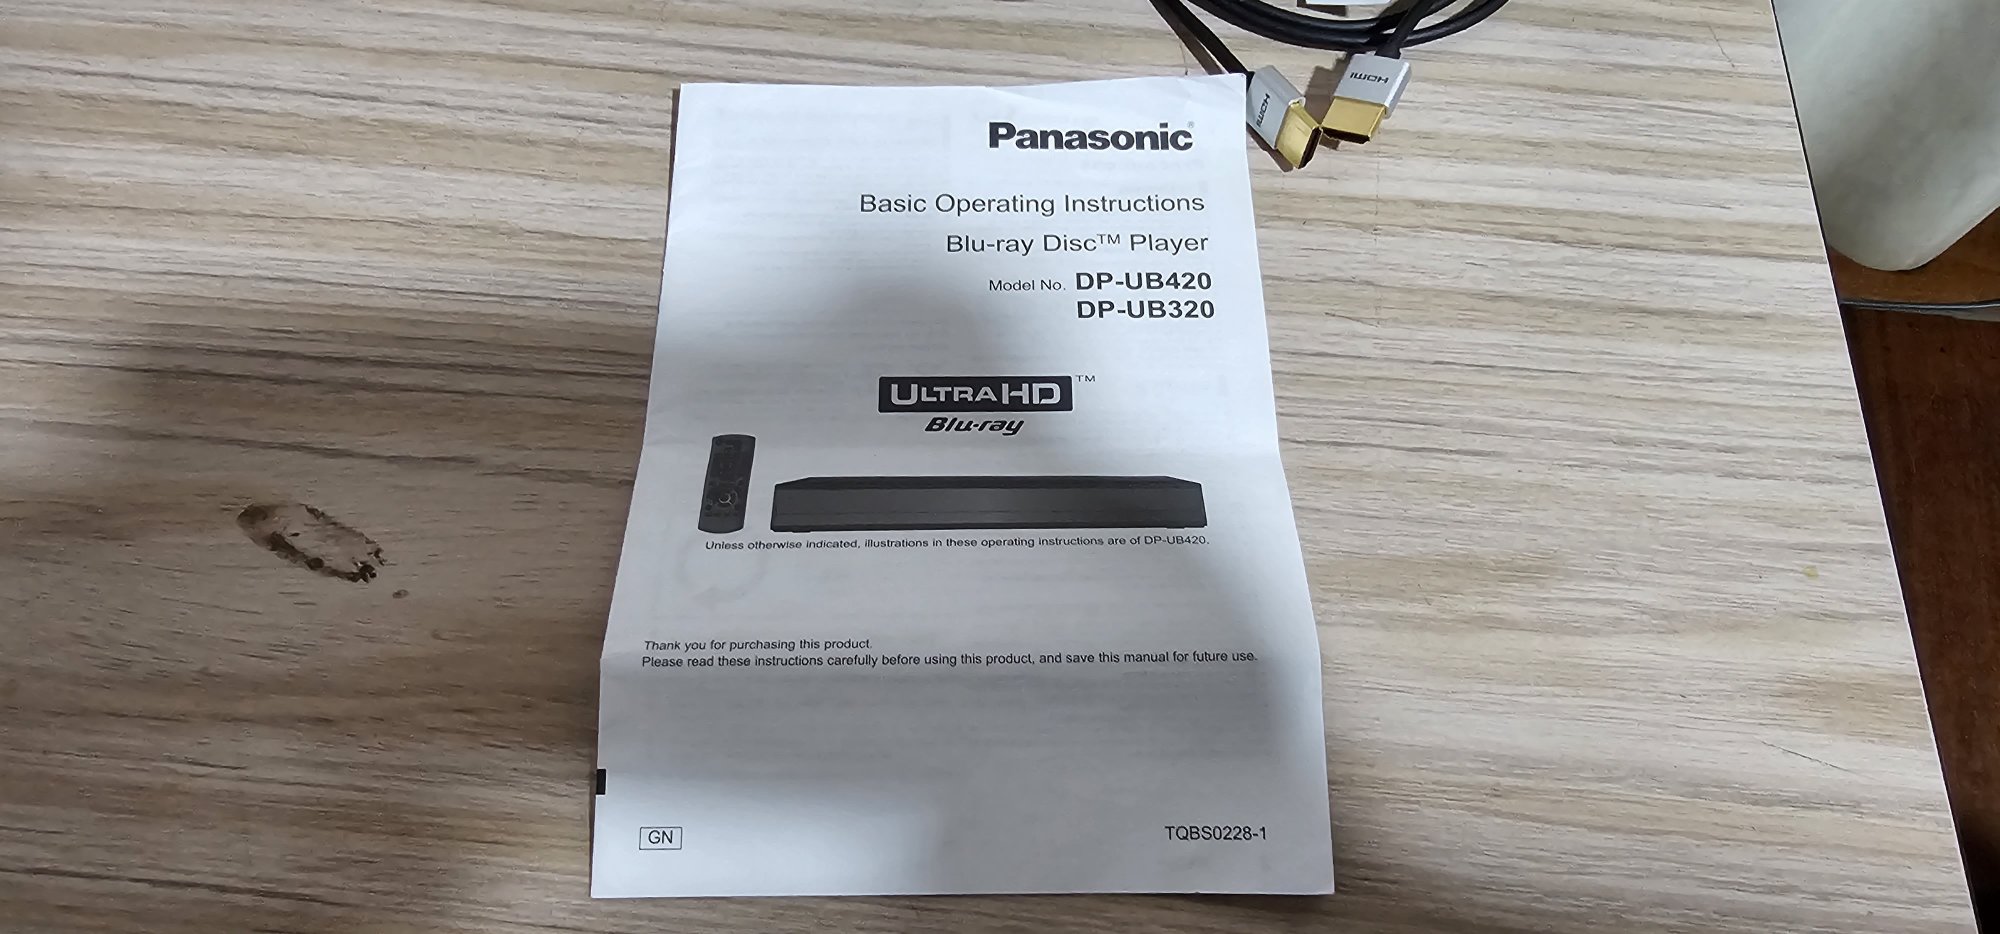 HDMI
HDMI
Panasonic®
Basic Operating Instructions
Blu-ray Disc™ Player
Model No. DP-UB420
DP-UB320
ULTRA HD™
Blu-ray
Unless otherwise indicated, illustrations in these operating instructions are of DP-UB420.
Thank you for purchasing this product.
Please read these instructions carefully before using this product, and save this manual for future use.
GN
TQBS0228-1